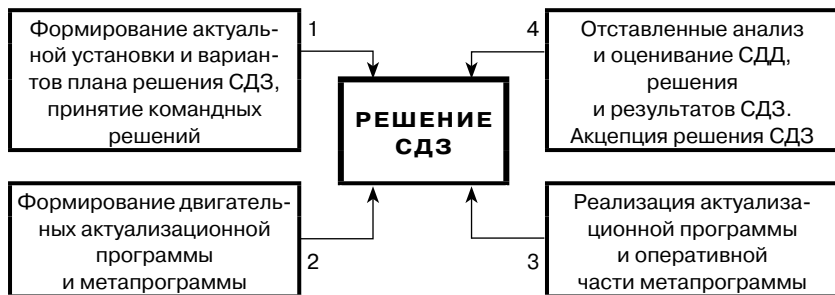 Формирование актуаль-
ной установки и вариан-
тов плана решения СДЗ,
принятие командных
решений
1
РЕШЕНИЕ
СДЗ
4
Отставленные анализ
и оценивание СДД,
решения
и результатов СДЗ.
Акцепция решения СДЗ
Формирование двигатель-
ных актуализационной
программы
и метапрограммы
2
3
Реализация актуализа-
ционной программы
и оперативной
части метапрограммы